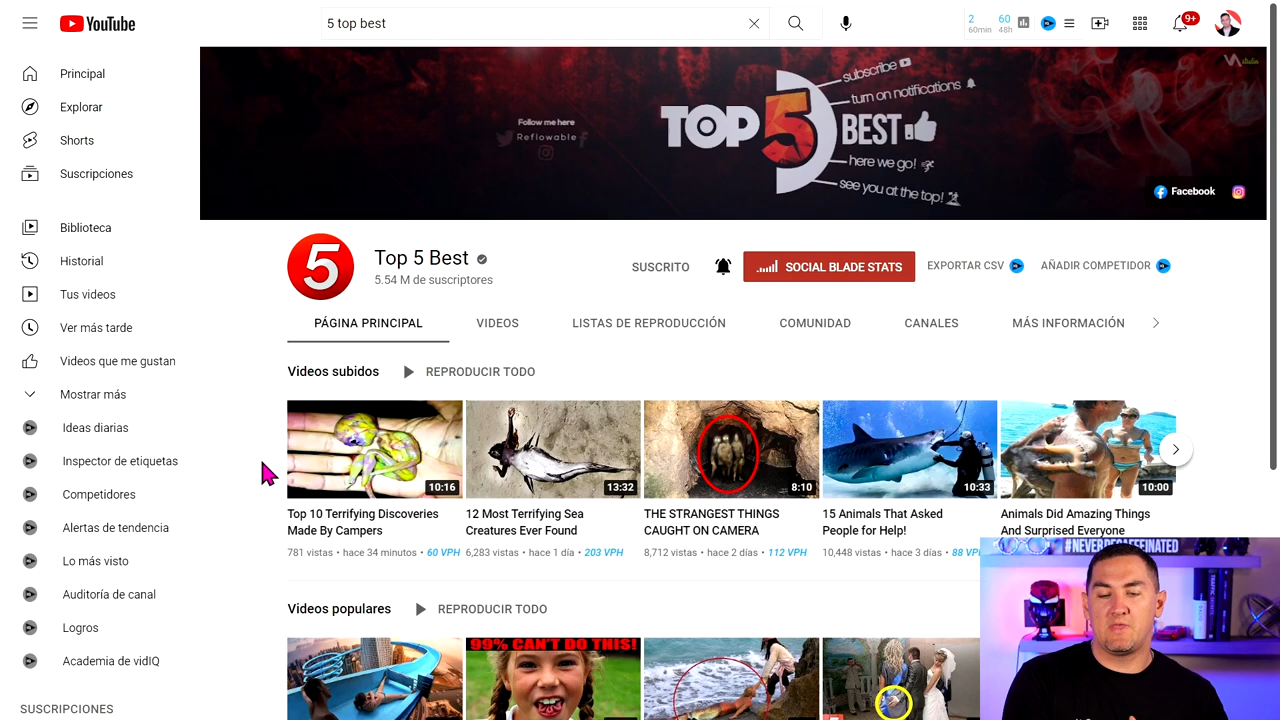 YouTube
5 top best
2
60min
60
48h
9+
Principal
Explorar
Shorts
Suscripciones
Biblioteca
Historial
Tus videos
Ver más tarde
Videos que me gustan
Mostrar más
Ideas diarias
Inspector de etiquetas
Competidores
Alertas de tendencia
Lo más visto
Auditoría de canal
Logros
Academia de vidIQ
SUSCRIPCIONES
Follow me here
Reflowable
TOP 5 BEST
subscribe
turn on notifications
here we go!
see you at the top!
studio
Facebook
5
Top 5 Best
5.54 M de suscriptores
SUSCRITO
SOCIAL BLADE STATS
EXPORTAR CSV
AÑADIR COMPETIDOR
PÁGINA PRINCIPAL
VIDEOS
LISTAS DE REPRODUCCIÓN
COMUNIDAD
CANALES
MÁS INFORMACIÓN
Videos subidos
REPRODUCIR TODO
10:16
13:32
8:10
10:33
10:00
Top 10 Terrifying Discoveries
Made By Campers
781 vistas • hace 34 minutos • 60 VPH
12 Most Terrifying Sea
Creatures Ever Found
6,283 vistas • hace 1 día • 203 VPH
THE STRANGEST THINGS
CAUGHT ON CAMERA
8,712 vistas • hace 2 días • 112 VPH
15 Animals That Asked
People for Help!
10,448 vistas • hace 3 días • 88 VPH
Animals Did Amazing Things
And Surprised Everyone
Videos populares
REPRODUCIR TODO
99% CAN'T DO THIS!
#NEVERDECAFFEINATED